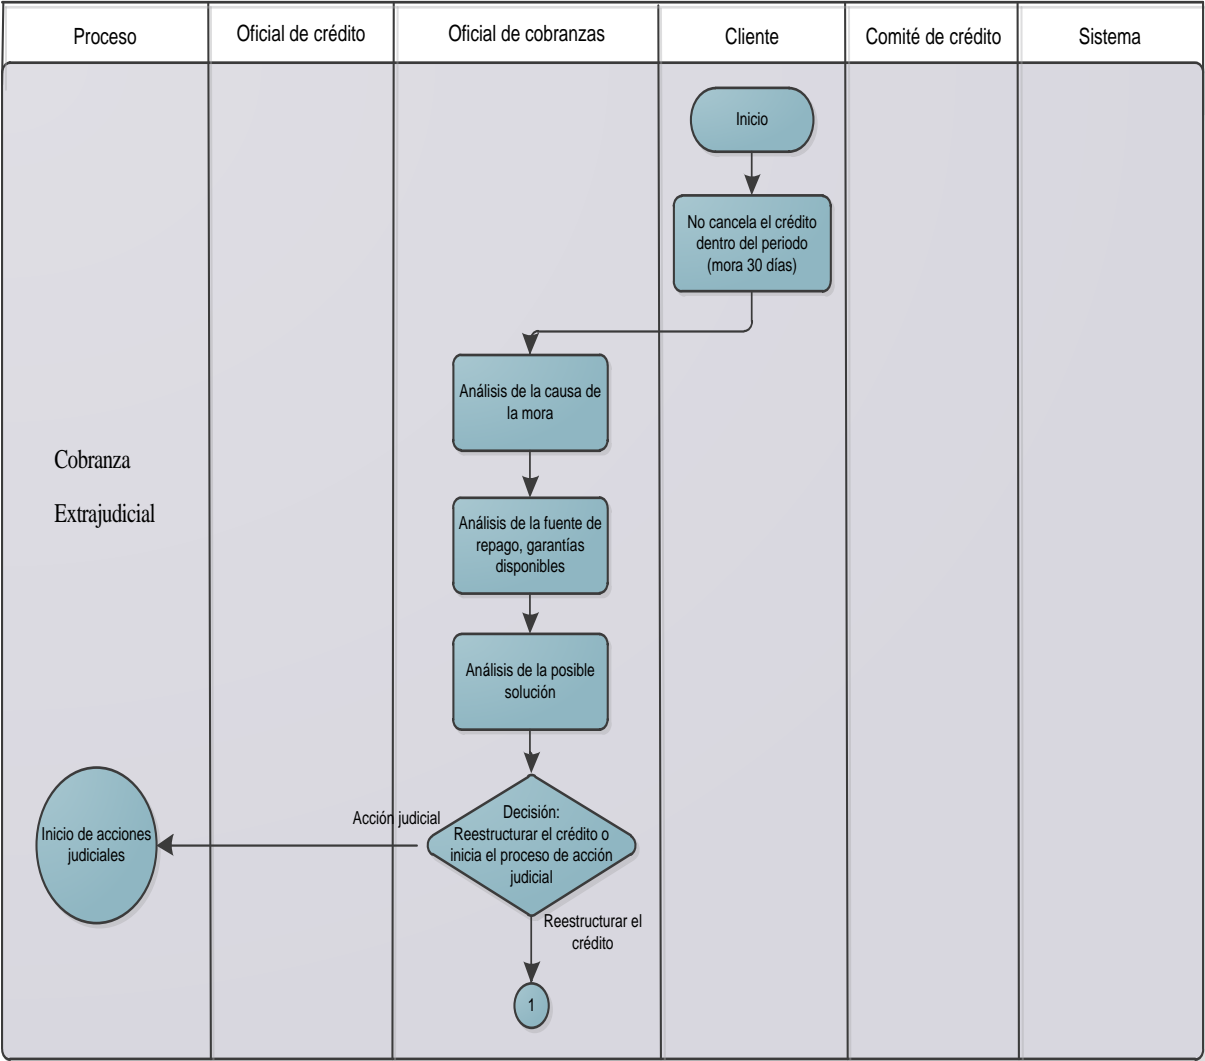 Proceso
Oficial de crédito
Oficial de cobranzas
Cliente
Comité de crédito
Sistema
Inicio
No cancela el crédito
dentro del periodo
(mora 30 días)
Análisis de la causa de
la mora
Cobranza
Extrajudicial
Análisis de la fuente de
repago, garantías
disponibles
Análisis de la posible
solución
Decisión:
Reestructurar el crédito o
inicia el proceso de acción
judicial
Acción judicial
Inicio de acciones
judiciales
Reestructurar el
crédito
1